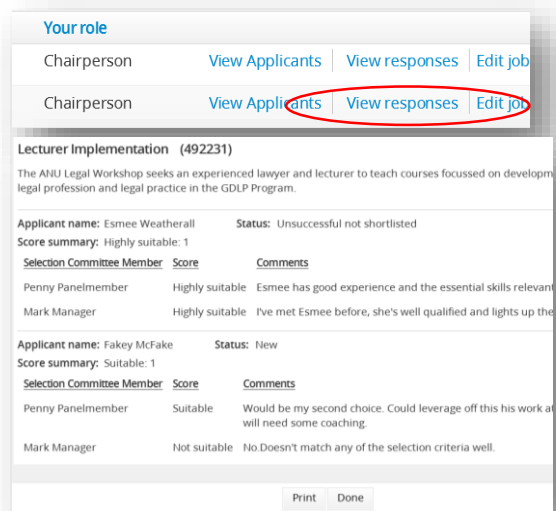 Your role
Chairperson View Applicants View responses Edit job
Chairperson View Applicants View responses Edit job
Lecturer Implementation (492231)
The ANU Legal Workshop seeks an experienced lawyer and lecturer to teach courses focussed on developm
legal profession and legal practice in the GDLP Program.
Applicant name: Esmee Weatherall Status: Unsuccessful not shortlisted
Score summary: Highly suitable: 1
Selection Committee Member Score Comments
Penny Panelmember Highly suitable Esmee has good experience and the essential skills relevant
Mark Manager Highly suitable I've met Esmee before, she's well qualified and lights up the
Applicant name: Fakey McFake Status: New
Score summary: Suitable: 1
Selection Committee Member Score Comments
Penny Panelmember Suitable Would be my second choice. Could leverage off this his work at
will need some coaching.
Mark Manager Not suitable No.Doesn't match any of the selection criteria well.
Print Done